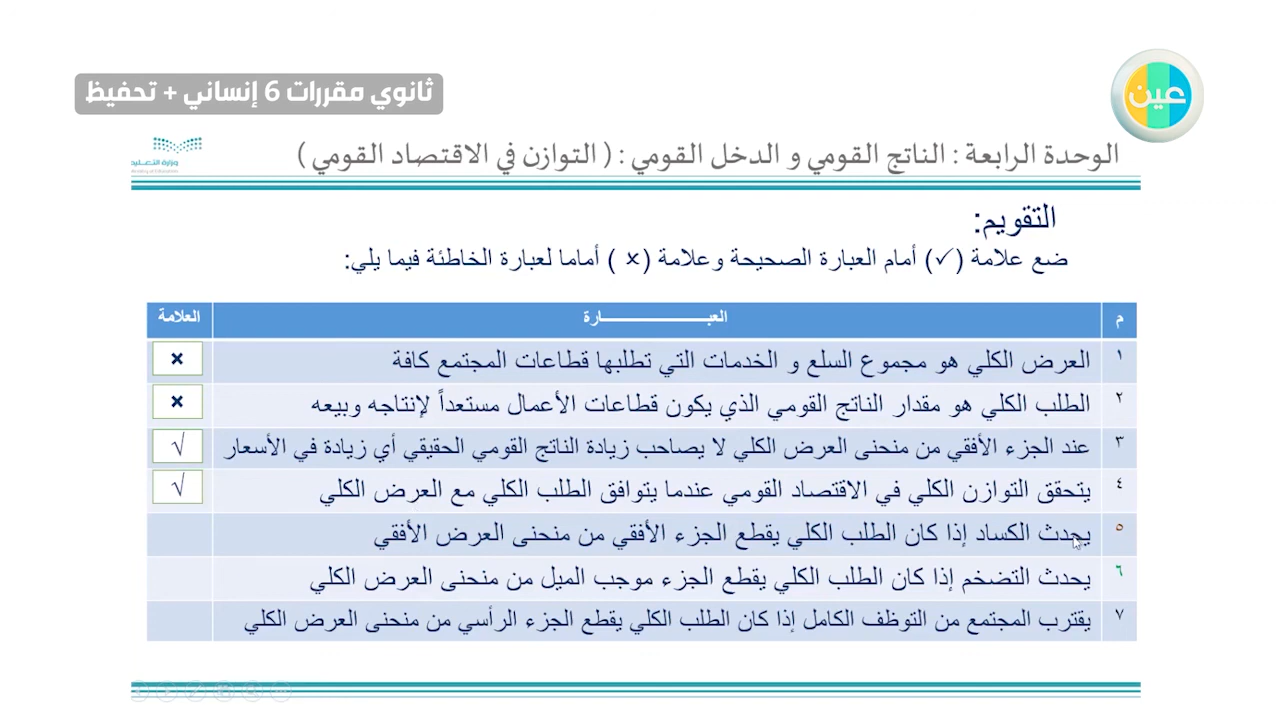 ثانوي مقررات 6 إنساني + تحفيظ
عين
وزارة التعليم
الوحدة الرابعة : الناتج القومي و الدخل القومي : ( التوازن في الاقتصاد القومي )
التقويم:
ضع علامة (✓) أمام العبارة الصحيحة وعلامة (× ) أماما لعبارة الخاطئة فيما يلي:
م العبـــــــــــــارة العلامة
١ العرض الكلي هو مجموع السلع و الخدمات التي تطلبها قطاعات المجتمع كافة ×
٢ الطلب الكلي هو مقدار الناتج القومي الذي يكون قطاعات الأعمال مستعداً لإنتاجه وبيعه ×
٣ عند الجزء الأفقي من منحنى العرض الكلي لا يصاحب زيادة الناتج القومي الحقيقي أي زيادة في الأسعار √
٤ يتحقق التوازن الكلي في الاقتصاد القومي عندما يتوافق الطلب الكلي مع العرض الكلي √
٥ يحدث الكساد إذا كان الطلب الكلي يقطع الجزء الأفقي من منحنى العرض الأفقي
٦ يحدث التضخم إذا كان الطلب الكلي يقطع الجزء موجب الميل من منحنى العرض الكلي
٧ يقترب المجتمع من التوظف الكامل إذا كان الطلب الكلي يقطع الجزء الرأسي من منحنى العرض الكلي